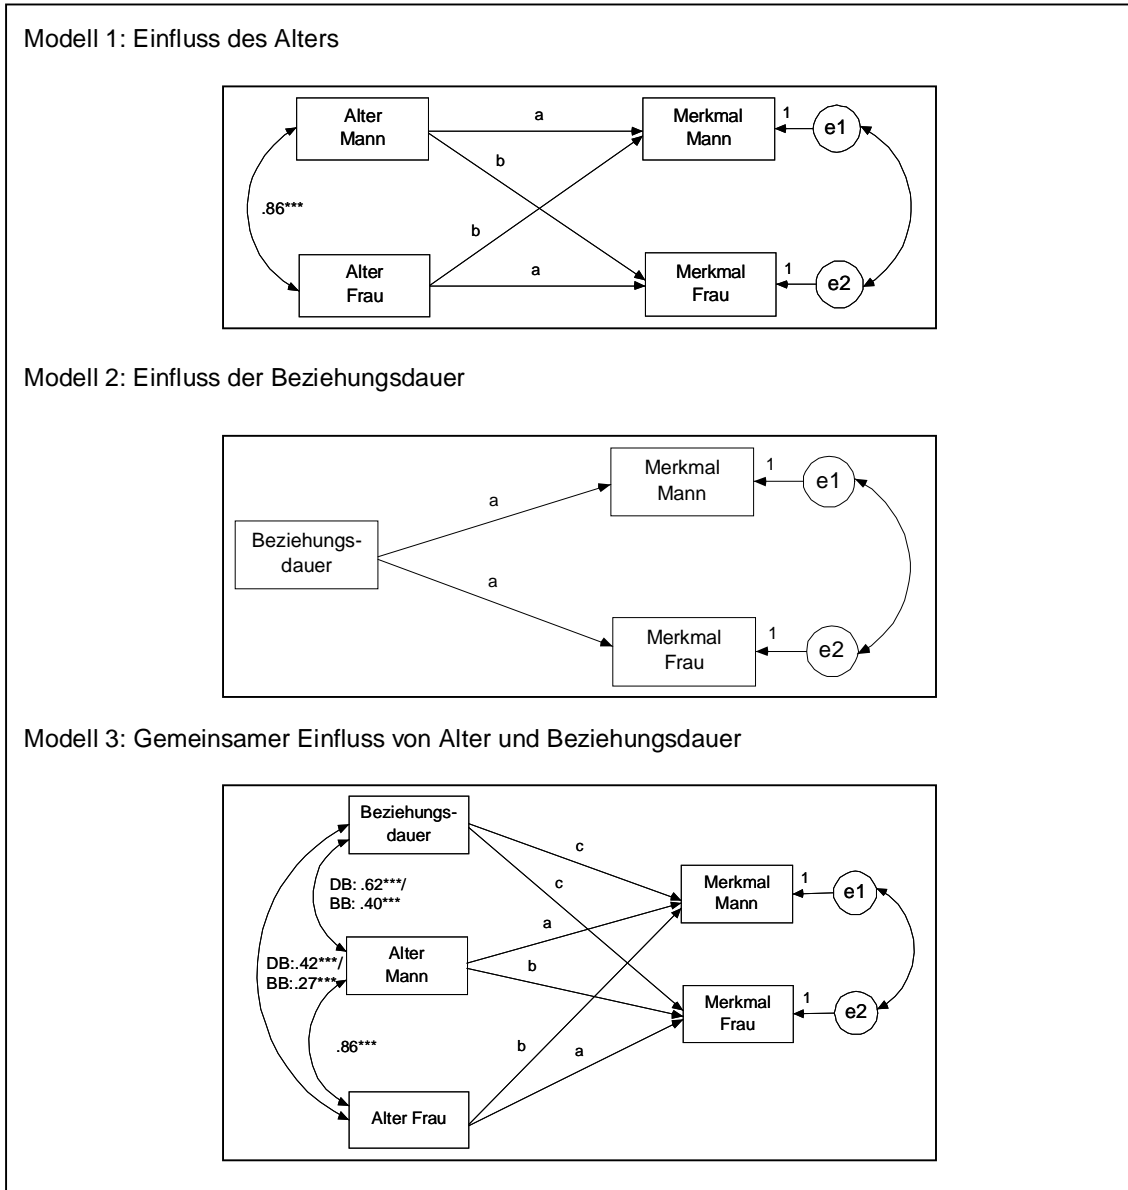 Modell 1: Einfluss des Alters
Alter
Mann
a
Merkmal
Mann
1
e1
b
.86***
b
Alter
Frau
a
Merkmal
Frau
1
e2
Modell 2: Einfluss der Beziehungsdauer
Merkmal
Mann
1
e1
a
Beziehungs-
dauer
a
Merkmal
Frau
1
e2
Modell 3: Gemeinsamer Einfluss von Alter und Beziehungsdauer
Beziehungs-
dauer
c
DB: .62***/
BB: .40***
c
Merkmal
Mann
1
e1
a
DB:.42***/
BB:.27***
Alter
Mann
b
Merkmal
Frau
1
e2
.86***
b
a
Alter Frau